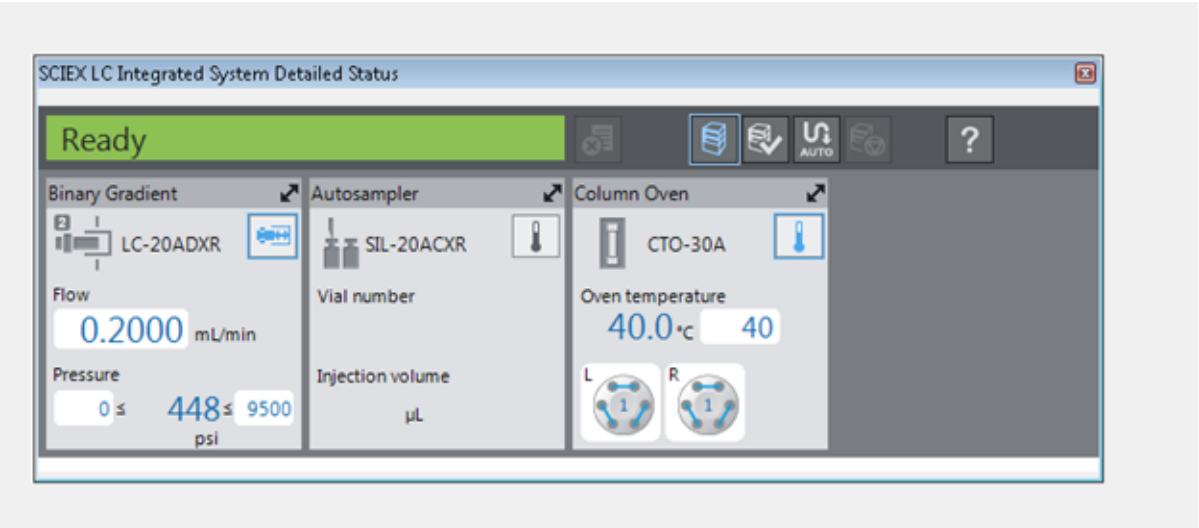 SCIEX LC Integrated System Detailed Status
Ready
AUTO
?
Binary Gradient
2
LC-20ADXR
Flow
0.2000 mL/min
Pressure
0 ≤ 448 ≤ 9500
psi
Autosampler
SIL-20ACXR
Vial number
Injection volume
µL
Column Oven
CTO-30A
Oven temperature
40.0 °C 40
L
1
R
1